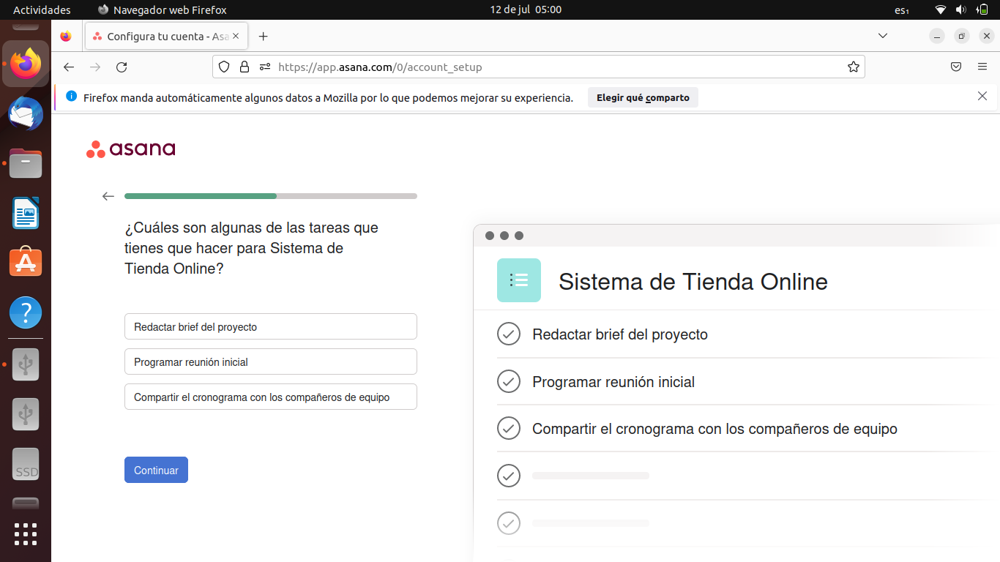 Actividades
Navegador web Firefox
12 de jul 05:00
es₁
Configura tu cuenta - Asa
https://app.asana.com/0/account_setup
Firefox manda automáticamente algunos datos a Mozilla por lo que podemos mejorar su experiencia.
Elegir qué comparto
asana
¿Cuáles son algunas de las tareas que
tienes que hacer para Sistema de
Tienda Online?
Redactar brief del proyecto
Programar reunión inicial
Compartir el cronograma con los compañeros de equipo
Continuar
Sistema de Tienda Online
Redactar brief del proyecto
Programar reunión inicial
Compartir el cronograma con los compañeros de equipo
SSD